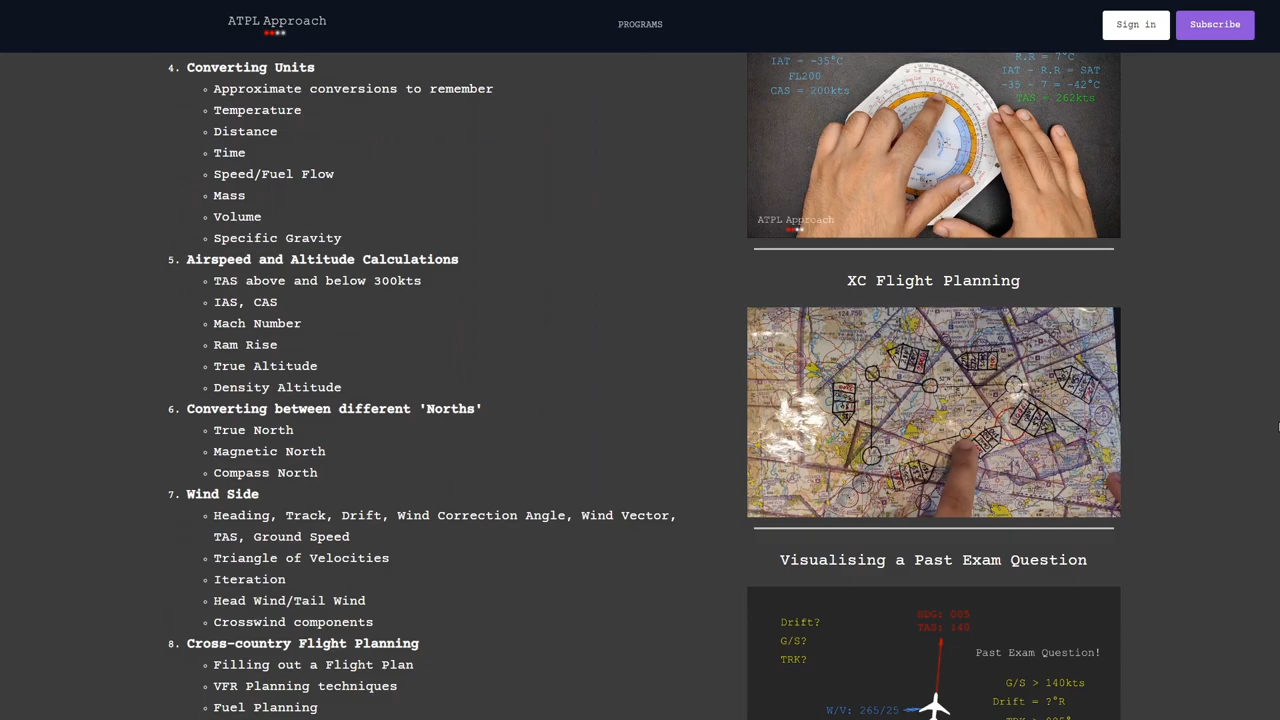 ATPL Approach
PROGRAMS
Sign in
Subscribe
4. Converting Units
Approximate conversions to remember
Temperature
Distance
Time
Speed/Fuel Flow
Mass
Volume
Specific Gravity
5. Airspeed and Altitude Calculations
TAS above and below 300kts
IAS, CAS
Mach Number
Ram Rise
True Altitude
Density Altitude
6. Converting between different 'Norths'
True North
Magnetic North
Compass North
7. Wind Side
Heading, Track, Drift, Wind Correction Angle, Wind Vector,
TAS, Ground Speed
Triangle of Velocities
Iteration
Head Wind/Tail Wind
Crosswind components
8. Cross-country Flight Planning
Filling out a Flight Plan
VFR Planning techniques
Fuel Planning
IAT = -35°C
FL200
CAS = 200kts
R.R = 7°C
IAT - R.R = SAT
-35 - 7 = -42°C
TAS = 262kts
ATPL Approach
XC Flight Planning
Visualising a Past Exam Question
Drift?
G/S?
TRK?
HDG: 005
TAS: 140
W/V: 265/25
Past Exam Question!
G/S > 140kts
Drift = ?°R